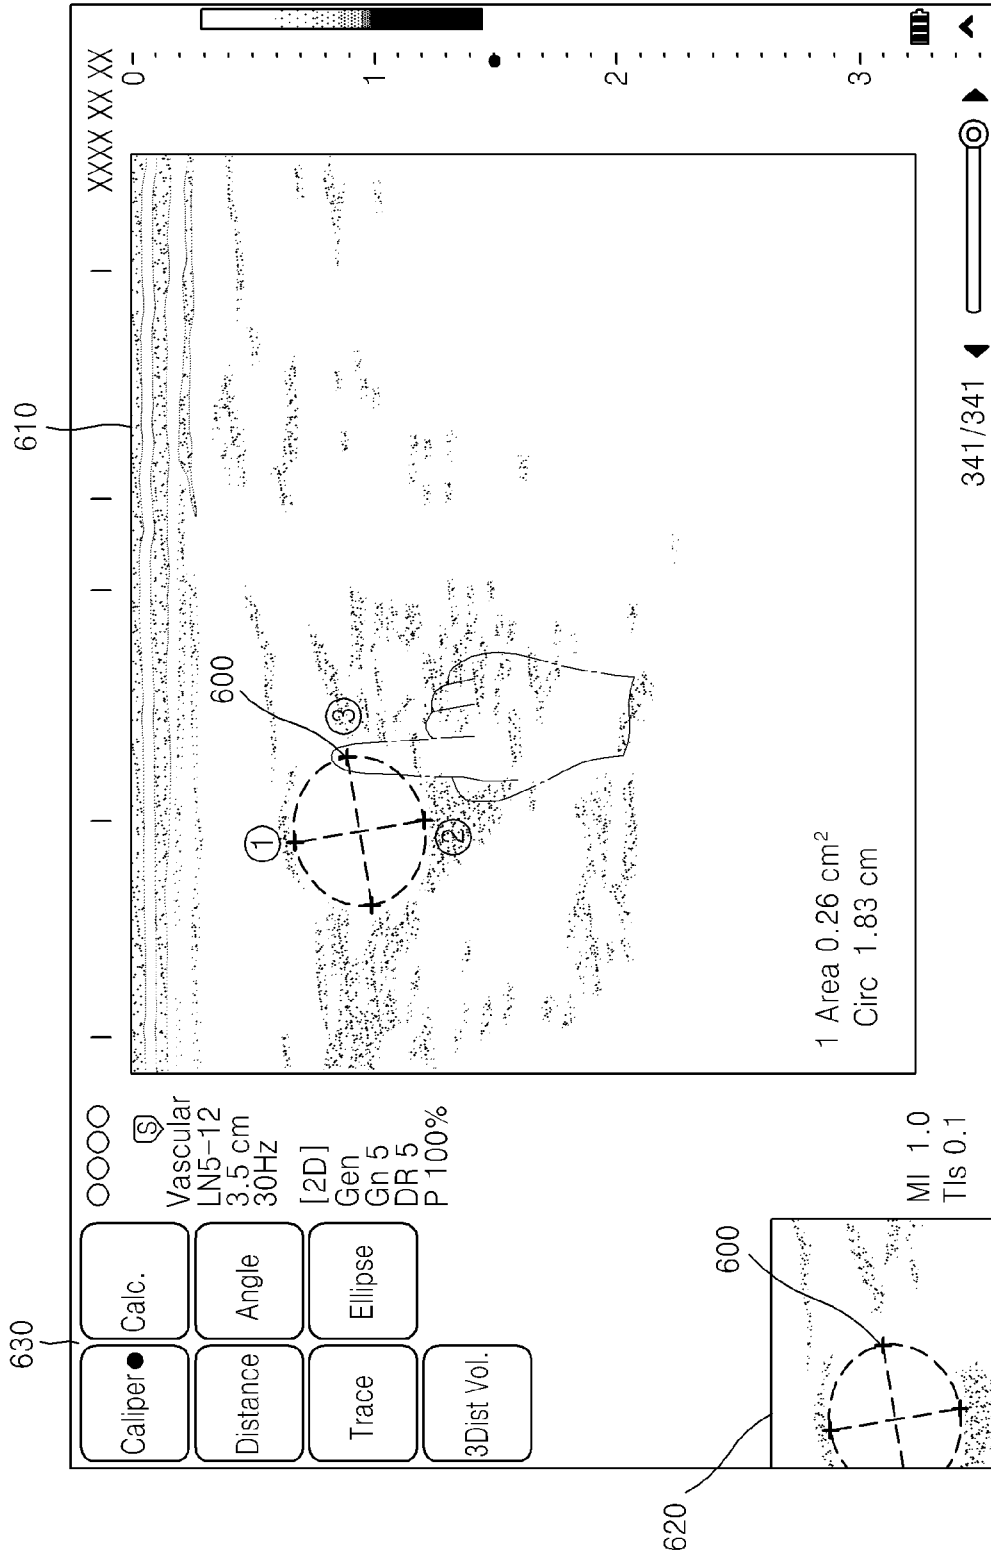 630
610
Caliper
Calc.
Distance
Angle
Trace
Ellipse
3Dist Vol.
○○○○
S
Vascular
LN5-12
3.5 cm
30Hz
[2D]
Gen
Gn 5
DR 5
P 100%
XXXX XX XX
0
1
2
3
600
1
2
3
1 Area 0.26 cm²
Circ 1.83 cm
620
600
MI 1.0
TIs 0.1
341/341